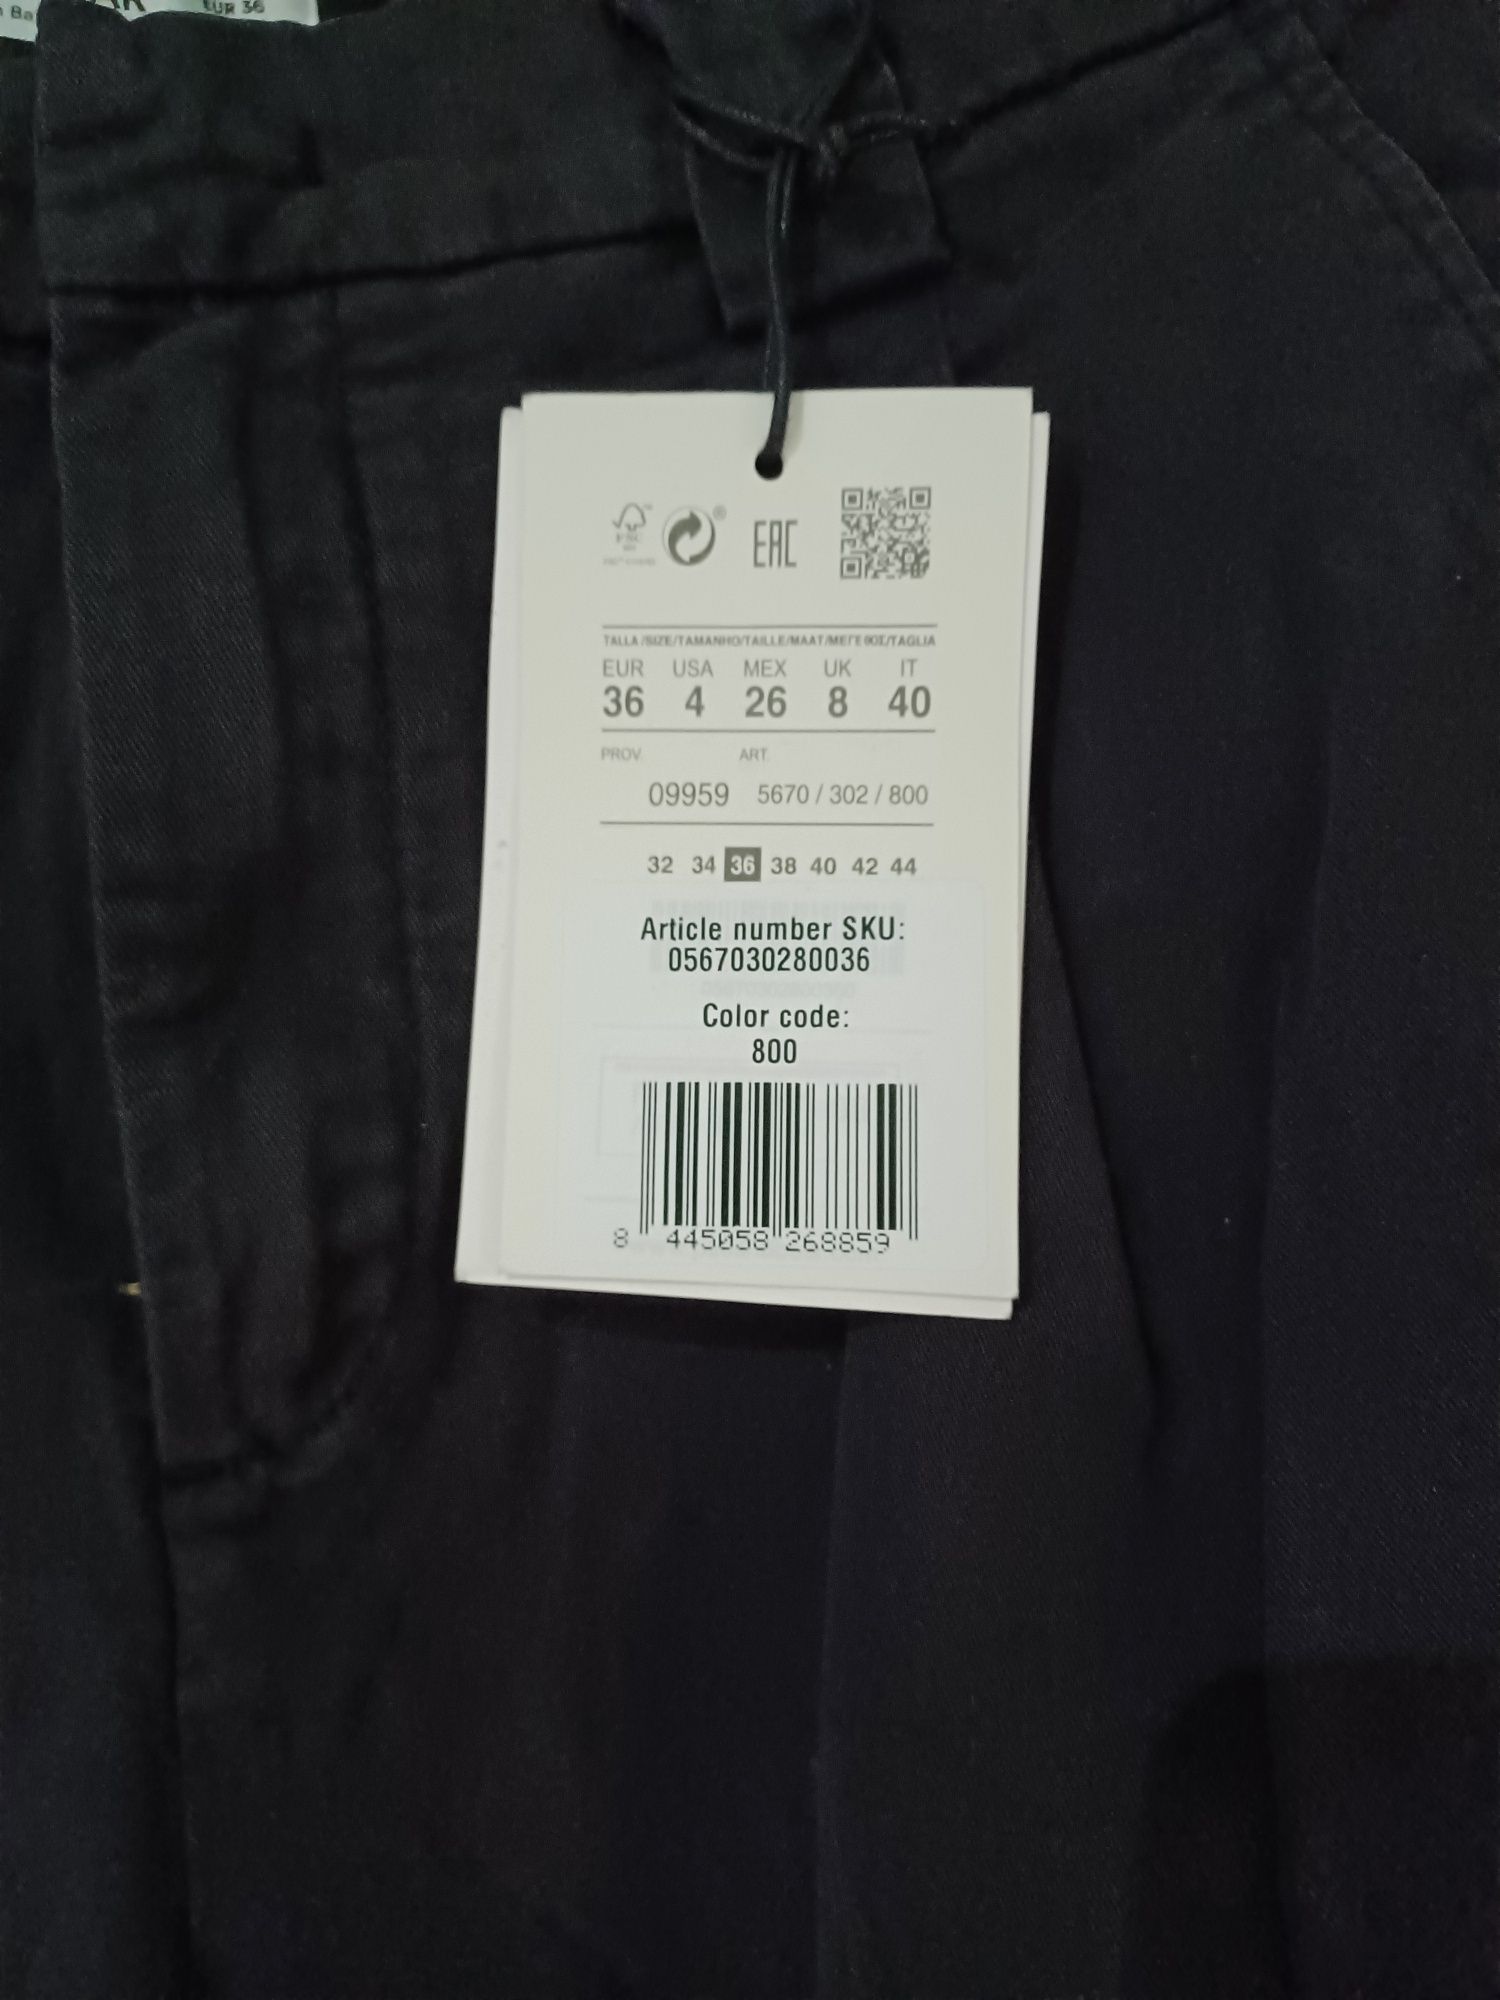 EUR 36
FSC
®
EAC
TALLA/SIZE/TAMANHO/TAILLE/MAAT/ΜΕΓΕΘΟΣ/TAGLIA
EUR USA MEX UK IT
36 4 26 8 40
PROV. ART.
09959 5670 / 302 / 800
32 34 36 38 40 42 44
Article number SKU:
0567030280036
Color code:
800
8 445058 268859